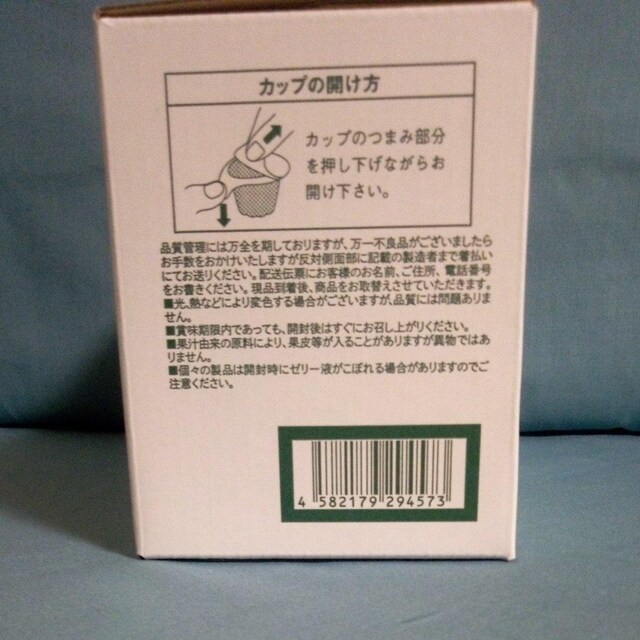 カップの開け方
カップのつまみ部分
を押し下げながらお
開け下さい。
品質管理には万全を期しておりますが、万一不良品がございましたら
お手数をおかけいたしますが反対側面部に記載の製造者まで着払い
にてお送りください。配送伝票にお客様のお名前、ご住所、電話番号
をお書きください。現品到着後、商品をお取替えさせていただきます。
■光、熱などにより変色する場合がございますが、品質には問題ありま
せん。
■賞味期限内であっても、開封後はすぐにお召し上がりください。
■果汁由来の原料により、果皮等が入ることがありますが異物ではあ
りません。
■個々の製品は開封時にゼリー液がこぼれる場合がありますのでご
注意ください。
4 582179 294573